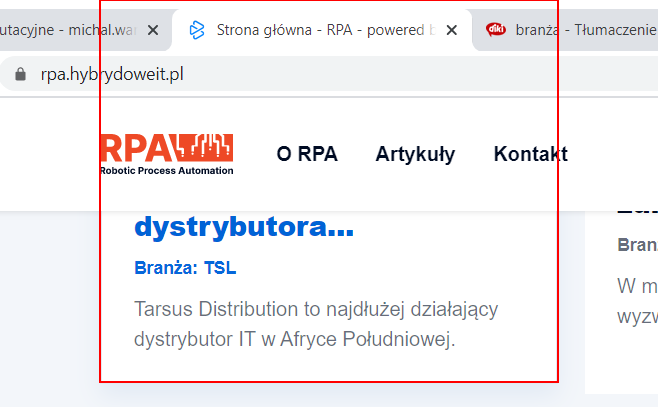 utacyjne - michal.wa
Strona główna - RPA - powered
branża - Tłumaczenie
rpa.hybrydoweit.pl
RPA
Robotic Process Automation
O RPA
Artykuły
Kontakt
dystrybutora...
Branża: TSL
Tarsus Distribution to najdłużej działający
dystrybutor IT w Afryce Południowej.
Bran
W m
wyzw